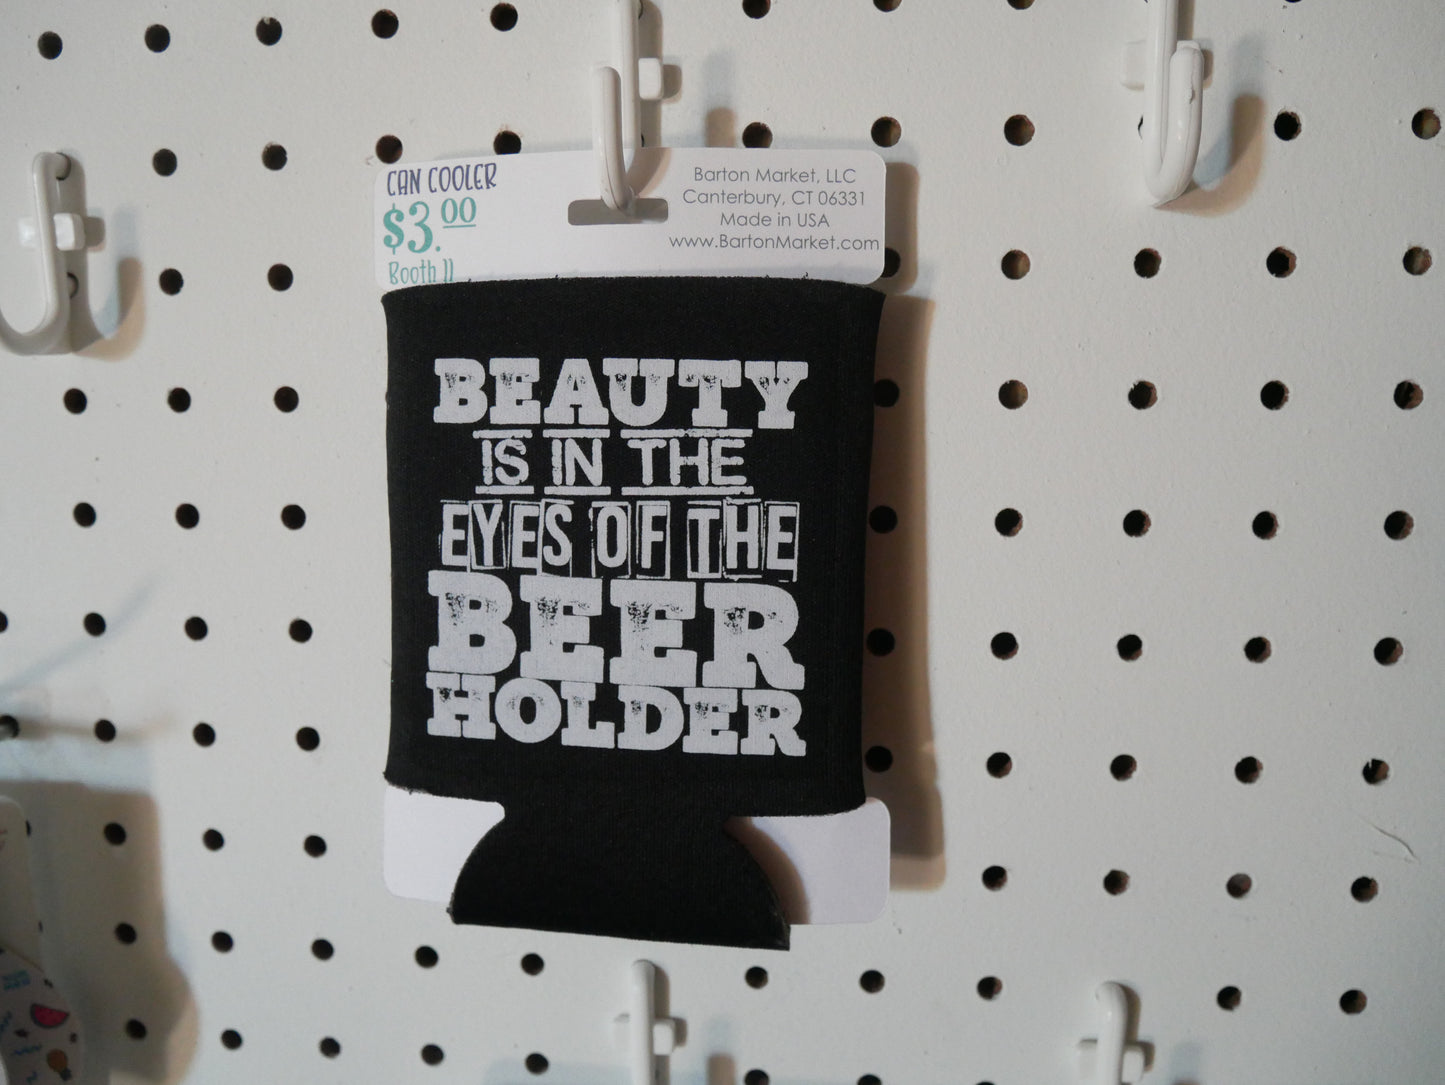 CAN COOLER
$3.00
Booth 11
Barton Market, LLC
Canterbury, CT 06331
Made in USA
www.BartonMarket.com
BEAUTY
IS IN THE
EYES OF THE
BEER
HOLDER